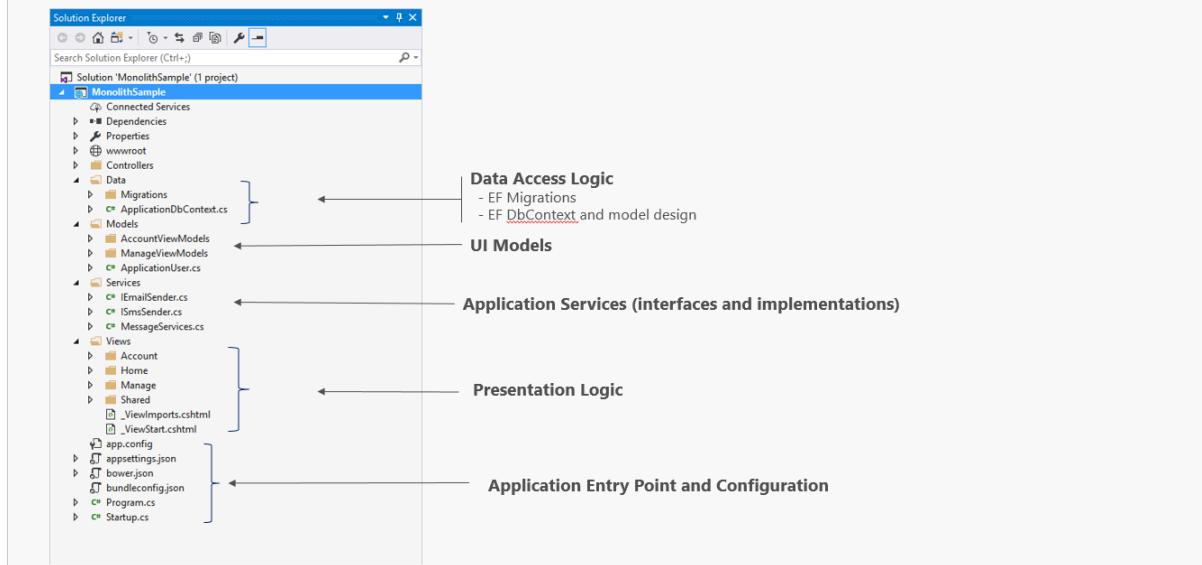 Solution Explorer
Search Solution Explorer (Ctrl+;)
Solution 'MonolithSample' (1 project)
MonolithSample
Connected Services
Dependencies
Properties
wwwroot
Controllers
Data
Migrations
C# ApplicationDbContext.cs
Models
AccountViewModels
ManageViewModels
C# ApplicationUser.cs
Services
C# IEmailSender.cs
C# ISmsSender.cs
C# MessageServices.cs
Views
Account
Home
Manage
Shared
_ViewImports.cshtml
_ViewStart.cshtml
app.config
appsettings.json
bower.json
bundleconfig.json
C# Program.cs
C# Startup.cs
Data Access Logic
- EF Migrations
- EF DbContext and model design
UI Models
Application Services (interfaces and implementations)
Presentation Logic
Application Entry Point and Configuration